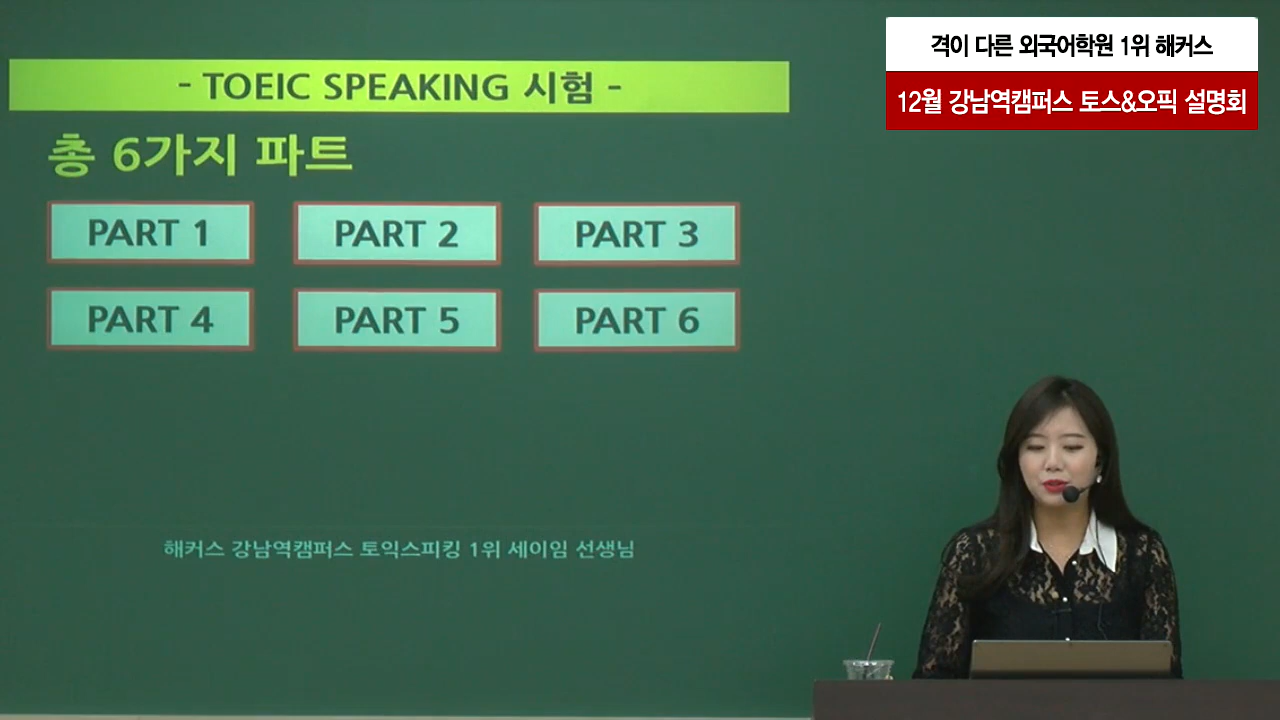 격이 다른 외국어학원 1위 해커스
12월 강남역캠퍼스 토스&오픽 설명회
- TOEIC SPEAKING 시험 -
총 6가지 파트
PART 1
PART 2
PART 3
PART 4
PART 5
PART 6
해커스 강남역캠퍼스 토익스피킹 1위 세이임 선생님